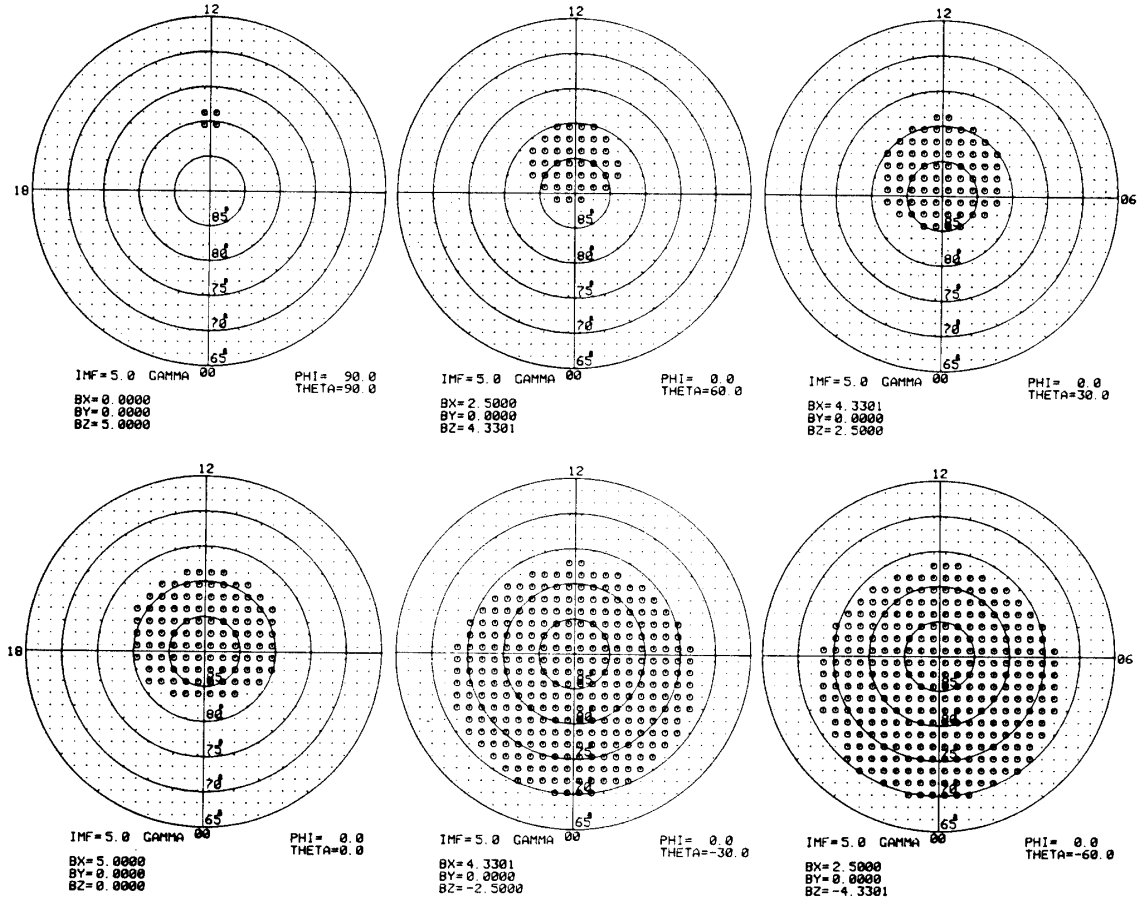 12
12
12
18
06
85°
80°
75°
70°
65°
85°
80°
75°
70°
65°
85°
80°
75°
70°
65°
00
00
00
IMF=5.0 GAMMA
PHI= 90.0
THETA=90.0
BX=0.0000
BY=0.0000
BZ=5.0000
IMF=5.0 GAMMA
PHI= 0.0
THETA=60.0
BX=2.5000
BY=0.0000
BZ=4.3301
IMF=5.0 GAMMA
PHI= 0.0
THETA=30.0
BX=4.3301
BY=0.0000
BZ=2.5000
12
12
12
18
06
85°
80°
75°
70°
65°
85°
80°
75°
70°
65°
85°
80°
75°
70°
65°
00
00
00
IMF=5.0 GAMMA
PHI= 0.0
THETA=0.0
BX=5.0000
BY=0.0000
BZ=0.0000
IMF=5.0 GAMMA
PHI= 0.0
THETA=-30.0
BX=4.3301
BY=0.0000
BZ=-2.5000
IMF=5.0 GAMMA
PHI= 0.0
THETA=-60.0
BX=2.5000
BY=0.0000
BZ=-4.3301